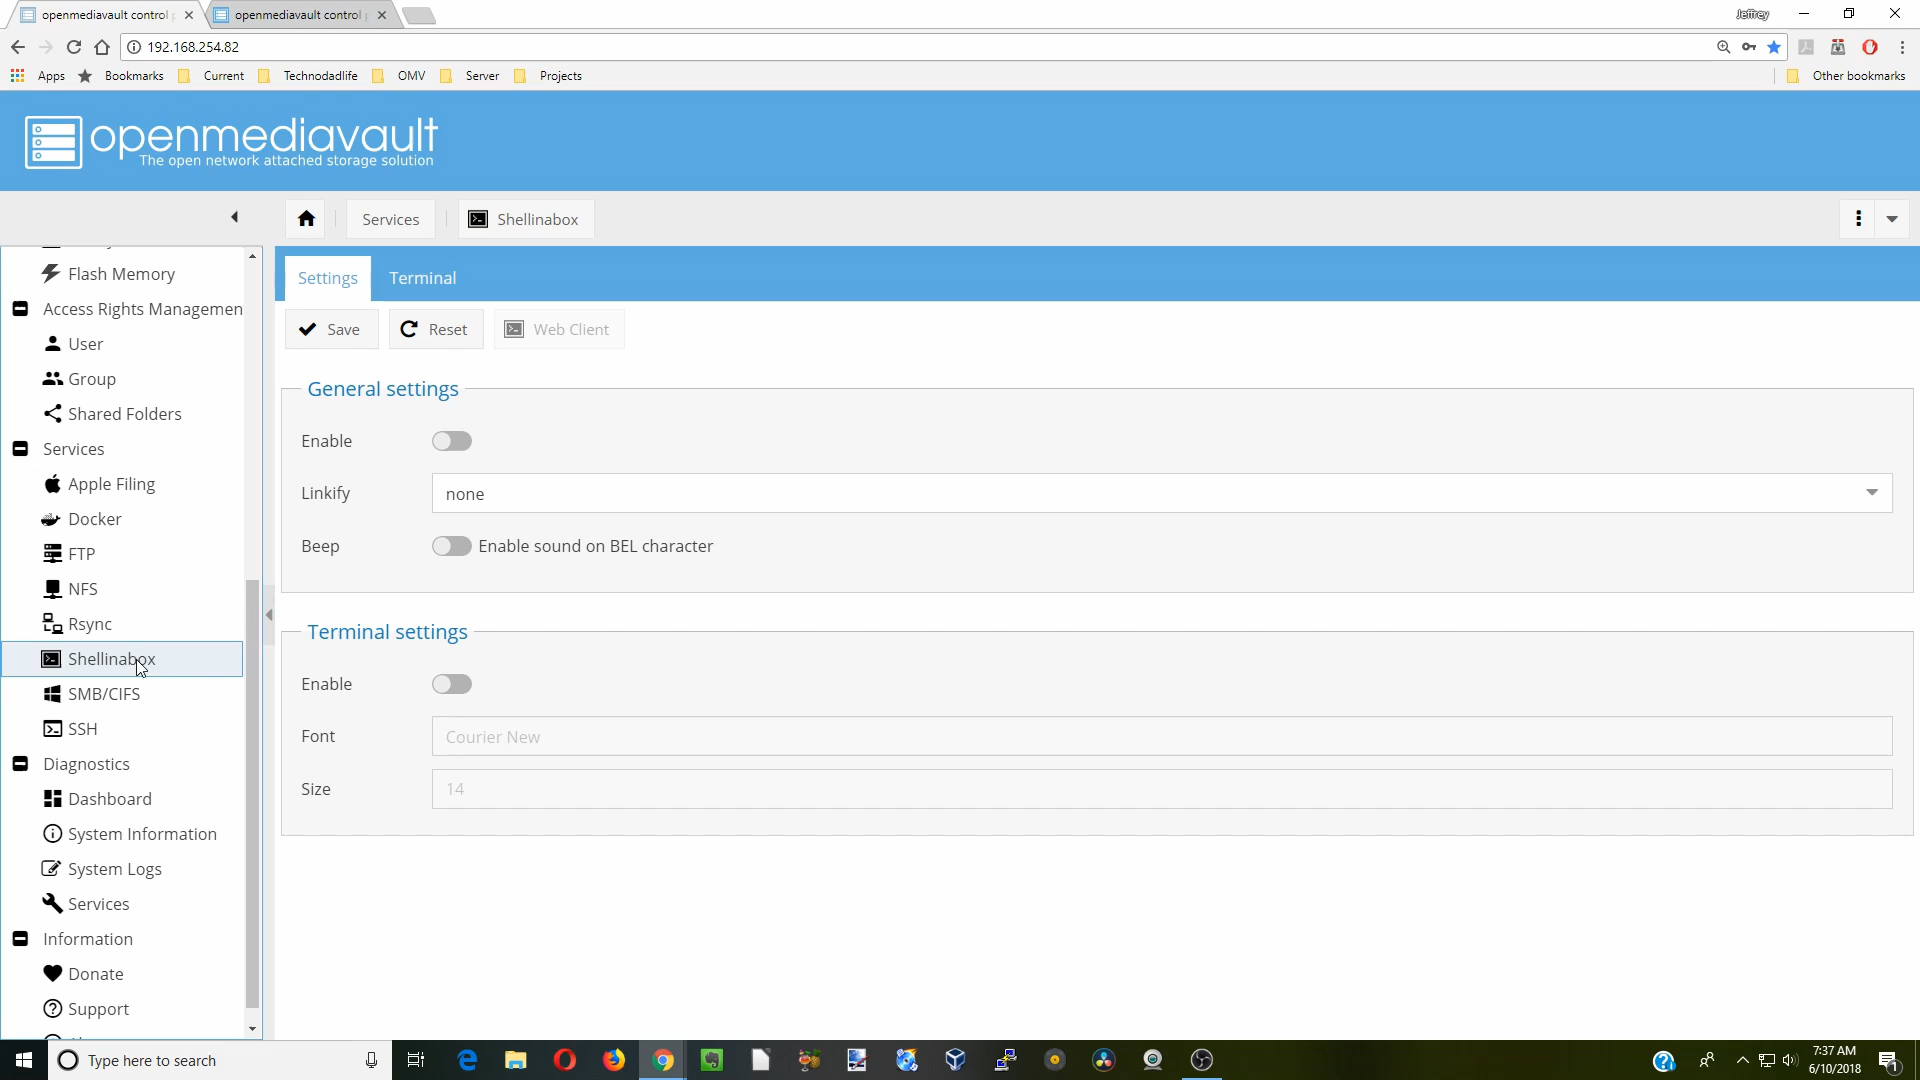 openmediavault control p
openmediavault control p
Jeffrey
192.168.254.82
Apps
Bookmarks
Current
Technodadlife
OMV
Server
Projects
Other bookmarks
openmediavault
The open network attached storage solution
Services
Shellinabox
Flash Memory
Access Rights Managemen
User
Group
Shared Folders
Services
Apple Filing
Docker
FTP
NFS
Rsync
Shellinabox
SMB/CIFS
SSH
Diagnostics
Dashboard
System Information
System Logs
Services
Information
Donate
Support
Settings
Terminal
Save
Reset
Web Client
General settings
Enable
Linkify
none
Beep
Enable sound on BEL character
Terminal settings
Enable
Font
Courier New
Size
14
Type here to search
7:37 AM
6/10/2018
1